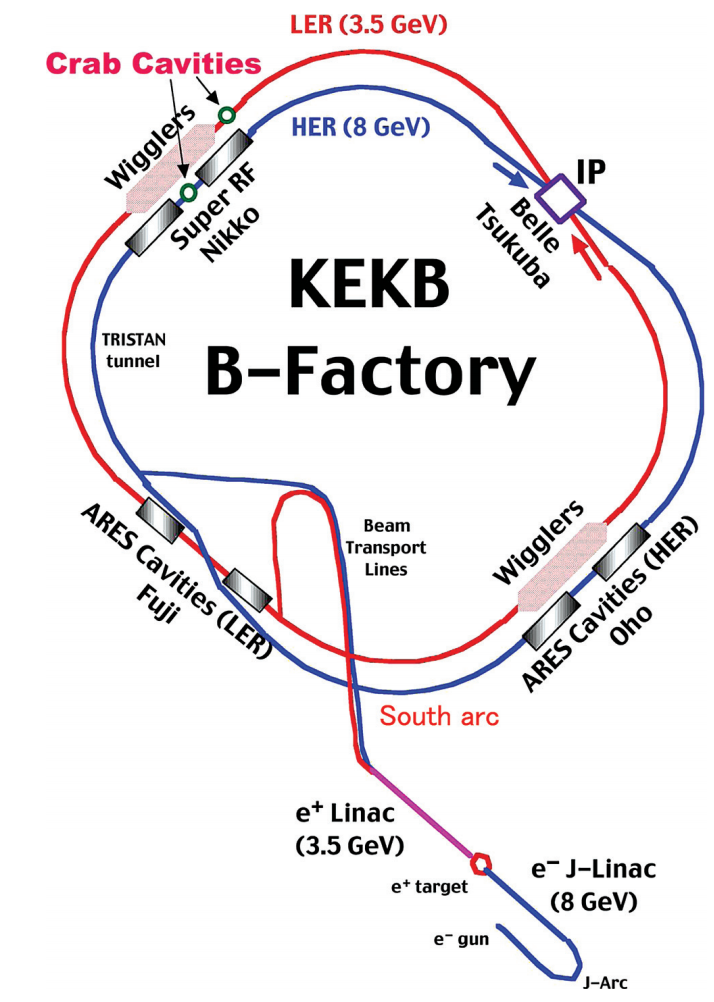 LER (3.5 GeV)
Crab Cavities
HER (8 GeV)
Wigglers
Super RF
Nikko
IP
Belle
Tsukuba
KEKB
B–Factory
TRISTAN
tunnel
ARES Cavities (LER)
Fuji
Beam
Transport
Lines
Wigglers
ARES Cavities (HER)
Oho
South arc
e⁺ Linac
(3.5 GeV)
e⁺ target
e⁻ J–Linac
(8 GeV)
e⁻ gun
J–Arc